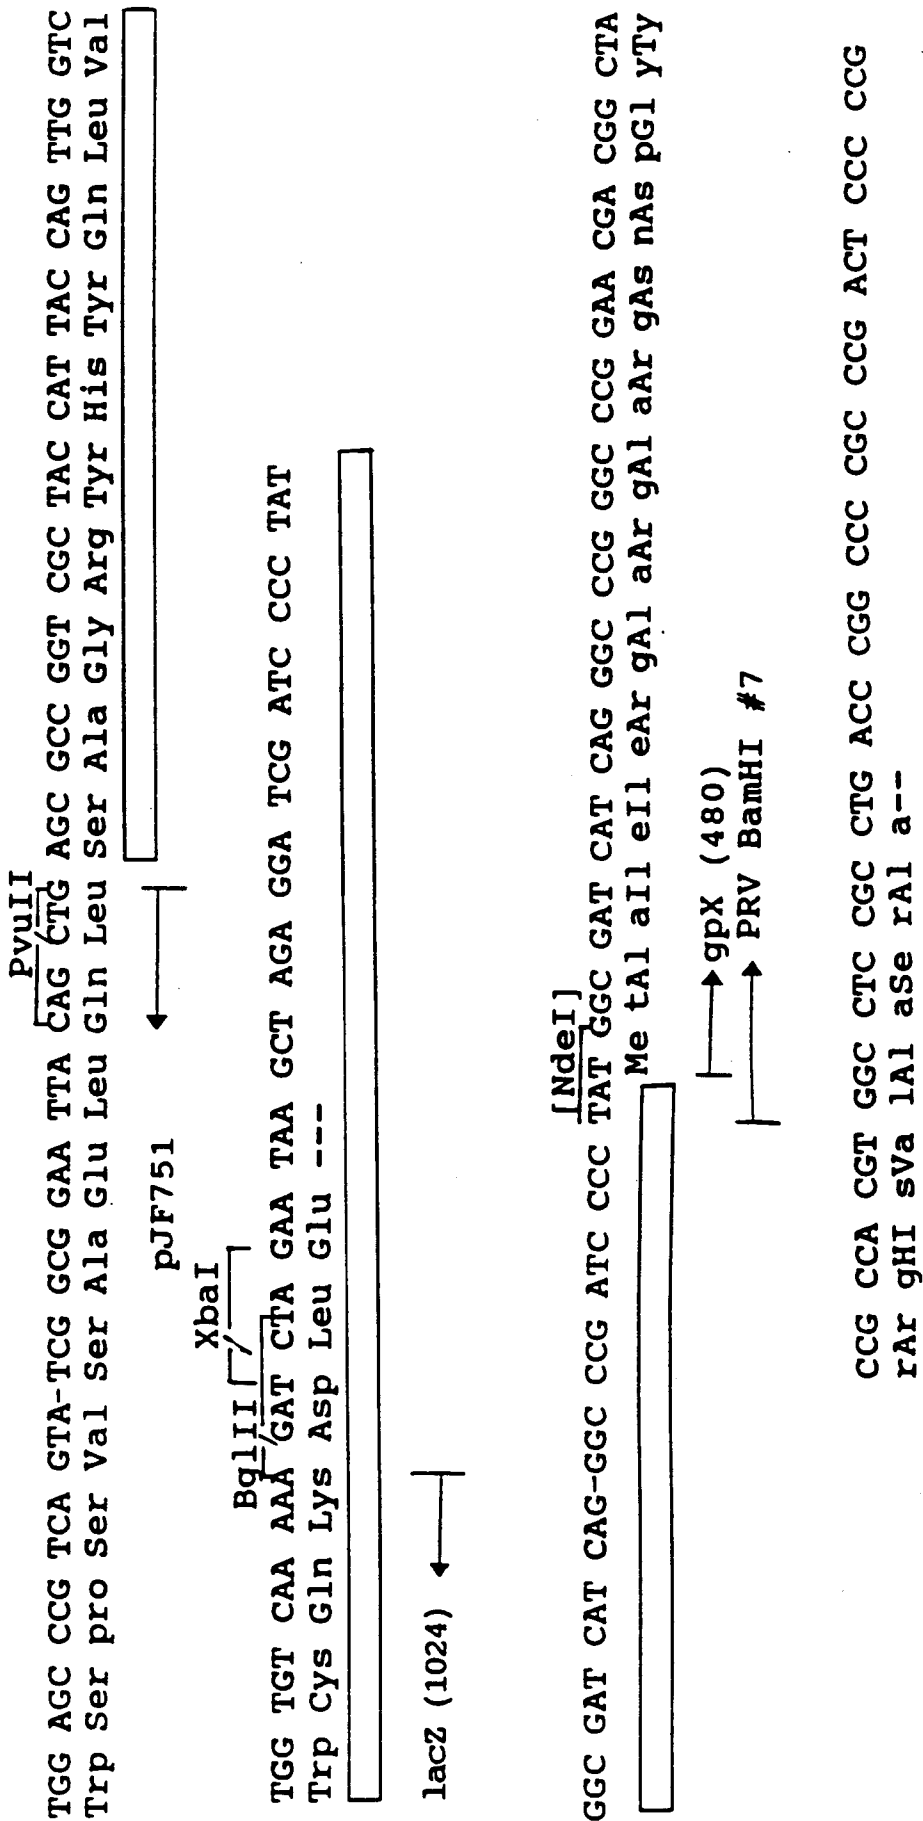 PvuII
TGG AGC CCG TCA GTA-TCG GCG GAA TTA CAG CTG AGC GCC GGT CGC TAC CAT TAC CAG TTG GTC
Trp Ser pro Ser Val Ser Ala Glu Leu Gln Leu Ser Ala Gly Arg Tyr His Tyr Gln Leu Val
pJF751
XbaI
BglII
TGG TGT CAA AAA GAT CTA GAA TAA GCT AGA GGA TCG ATC CCC TAT
Trp Cys Gln Lys Asp Leu Glu ---
lacZ (1024)
[NdeI]
GGC GAT CAT CAG-GGC CCG ATC CCC TAT GGC GAT CAT CAG GGC CCG GGC CCG GAA CGA CGG CTA
Me tAl aIl eIl eAr gAl aAr gAl aAr gAs nAs pGl yTy
gpX (480)
PRV BamHI #7
CCG CCA CGT GGC CTC CGC CTG ACC CGG CCC CGC CCG ACT CCC CCG
rAr gHI sVa lAl aSe rAl a--